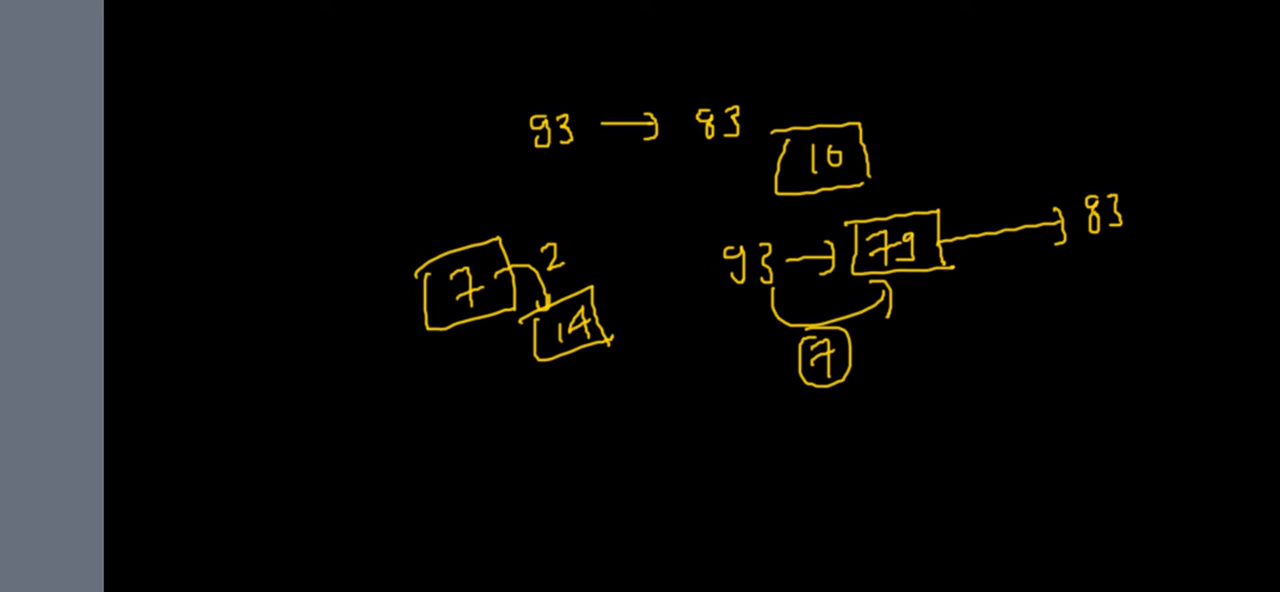 93 → 83
10
7 2
14
93 → 79 → 83
7